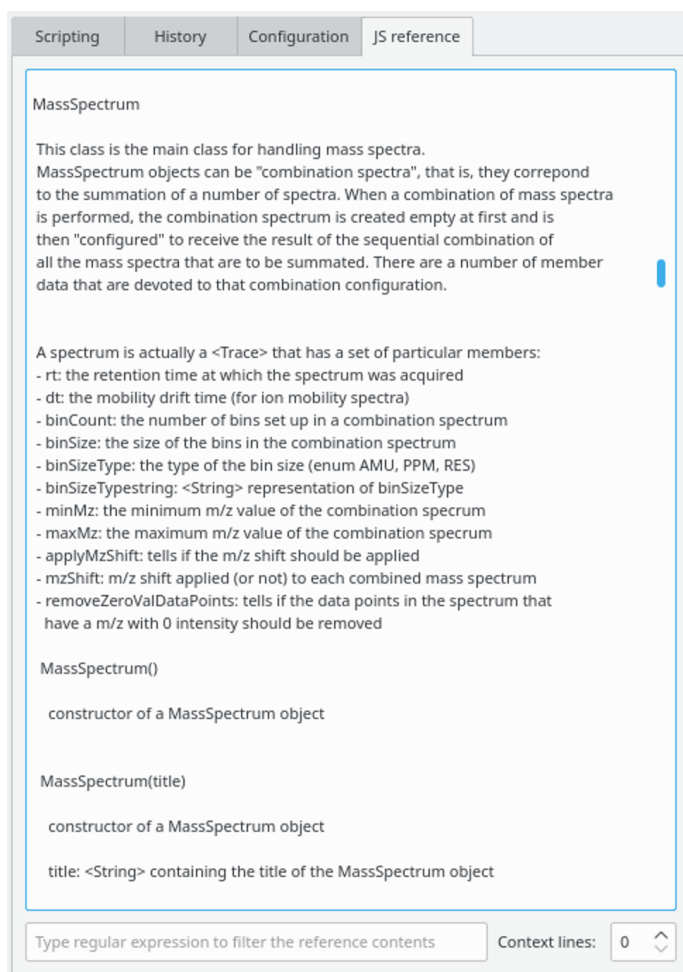 Scripting History Configuration JS reference
MassSpectrum
This class is the main class for handling mass spectra.
MassSpectrum objects can be "combination spectra", that is, they correpond
to the summation of a number of spectra. When a combination of mass spectra
is performed, the combination spectrum is created empty at first and is
then "configured" to receive the result of the sequential combination of
all the mass spectra that are to be summated. There are a number of member
data that are devoted to that combination configuration.
A spectrum is actually a <Trace> that has a set of particular members:
- rt: the retention time at which the spectrum was acquired
- dt: the mobility drift time (for ion mobility spectra)
- binCount: the number of bins set up in a combination spectrum
- binSize: the size of the bins in the combination spectrum
- binSizeType: the type of the bin size (enum AMU, PPM, RES)
- binSizeTypestring: <String> representation of binSizeType
- minMz: the minimum m/z value of the combination specrum
- maxMz: the maximum m/z value of the combination specrum
- applyMzShift: tells if the m/z shift should be applied
- mzShift: m/z shift applied (or not) to each combined mass spectrum
- removeZeroValDataPoints: tells if the data points in the spectrum that
have a m/z with 0 intensity should be removed
MassSpectrum()
constructor of a MassSpectrum object
MassSpectrum(title)
constructor of a MassSpectrum object
title: <String> containing the title of the MassSpectrum object
Type regular expression to filter the reference contents Context lines: 0